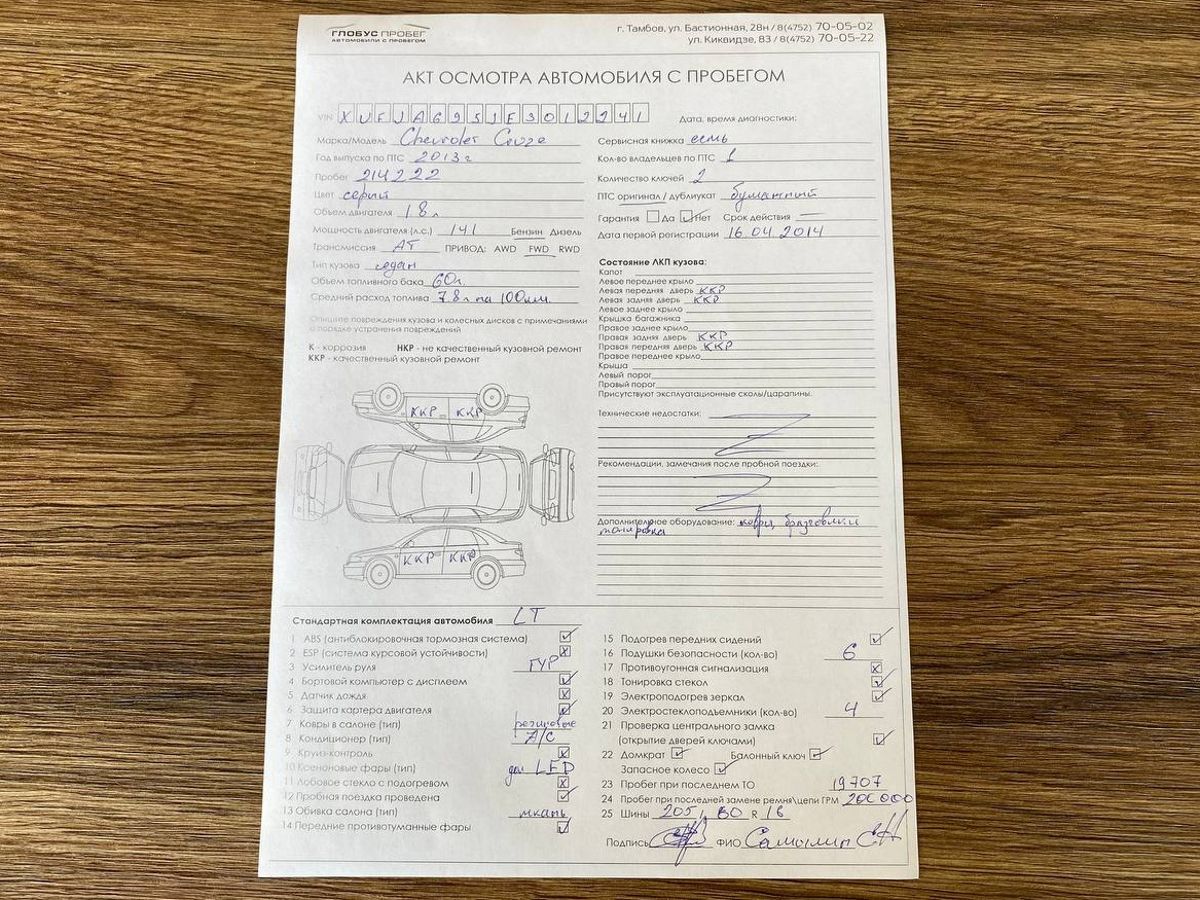 ГЛОБУС ПРОБЕГ
АВТОМОБИЛИ С ПРОБЕГОМ
г. Тамбов, ул. Бастионная, 28н / 8(4752) 70-05-02
ул. Киквидзе, 83 / 8(4752) 70-05-22
АКТ ОСМОТРА АВТОМОБИЛЯ С ПРОБЕГОМ
VIN XUFJA6951E3012241
Марка/Модель Chevrolet Cruze
Год выпуска по ПТС 2013г
Пробег 214222
Цвет серый
Объем двигателя 1.8л
Мощность двигателя (л.с.) 141 Бензин Дизель
Трансмиссия АТ ПРИВОД: AWD FWD RWD
Тип кузова седан
Объем топливного бака 60л.
Средний расход топлива 7.8л на 100км.
Опишите повреждения кузова и колесных дисков с примечаниями
о порядке устранения повреждений
К - коррозия НКР - не качественный кузовной ремонт
ККР - качественный кузовной ремонт
ККР ККР
ККР ККР
Дата, время диагностики:
Сервисная книжка есть
Кол-во владельцев по ПТС 1
Количество ключей 2
ПТС оригинал / дубликат бумажный
Гарантия Да Нет Срок действия —
Дата первой регистрации 16.04.2014
Состояние ЛКП кузова:
Капот
Левое переднее крыло
Левая передняя дверь ККР
Левая задняя дверь ККР
Левое заднее крыло
Крышка багажника
Правое заднее крыло
Правая задняя дверь ККР
Правая передняя дверь ККР
Правое переднее крыло
Крыша
Левый порог
Правый порог
Присутствуют эксплуатационные сколы/царапины.
Технические недостатки:
Рекомендации, замечания после пробной поездки:
Дополнительное оборудование: ковры, брызговики
тонировка
Стандартная комплектация автомобиля LT
1 ABS (антиблокировочная тормозная система)
2 ESP (система курсовой устойчивости)
3 Усилитель руля ГУР
4 Бортовой компьютер с дисплеем
5 Датчик дождя
6 Защита картера двигателя
7 Ковры в салоне (тип) резиновые
8 Кондиционер (тип) A/C
9 Круиз-контроль
10 Ксеноновые фары (тип) LED
11 Лобовое стекло с подогревом
12 Пробная поездка проведена
13 Обивка салона (тип) ткань
14 Передние противотуманные фары
15 Подогрев передних сидений
16 Подушки безопасности (кол-во) 6
17 Противоугонная сигнализация
18 Тонировка стекол
19 Электроподогрев зеркал
20 Электростеклоподъемники (кол-во) 4
21 Проверка центрального замка
(открытие дверей ключами)
22 Домкрат Балонный ключ
Запасное колесо
23 Пробег при последнем ТО 19707
24 Пробег при последней замене ремня\цепи ГРМ 200000
25 Шины 205 / 60 R 16
Подпись ФИО